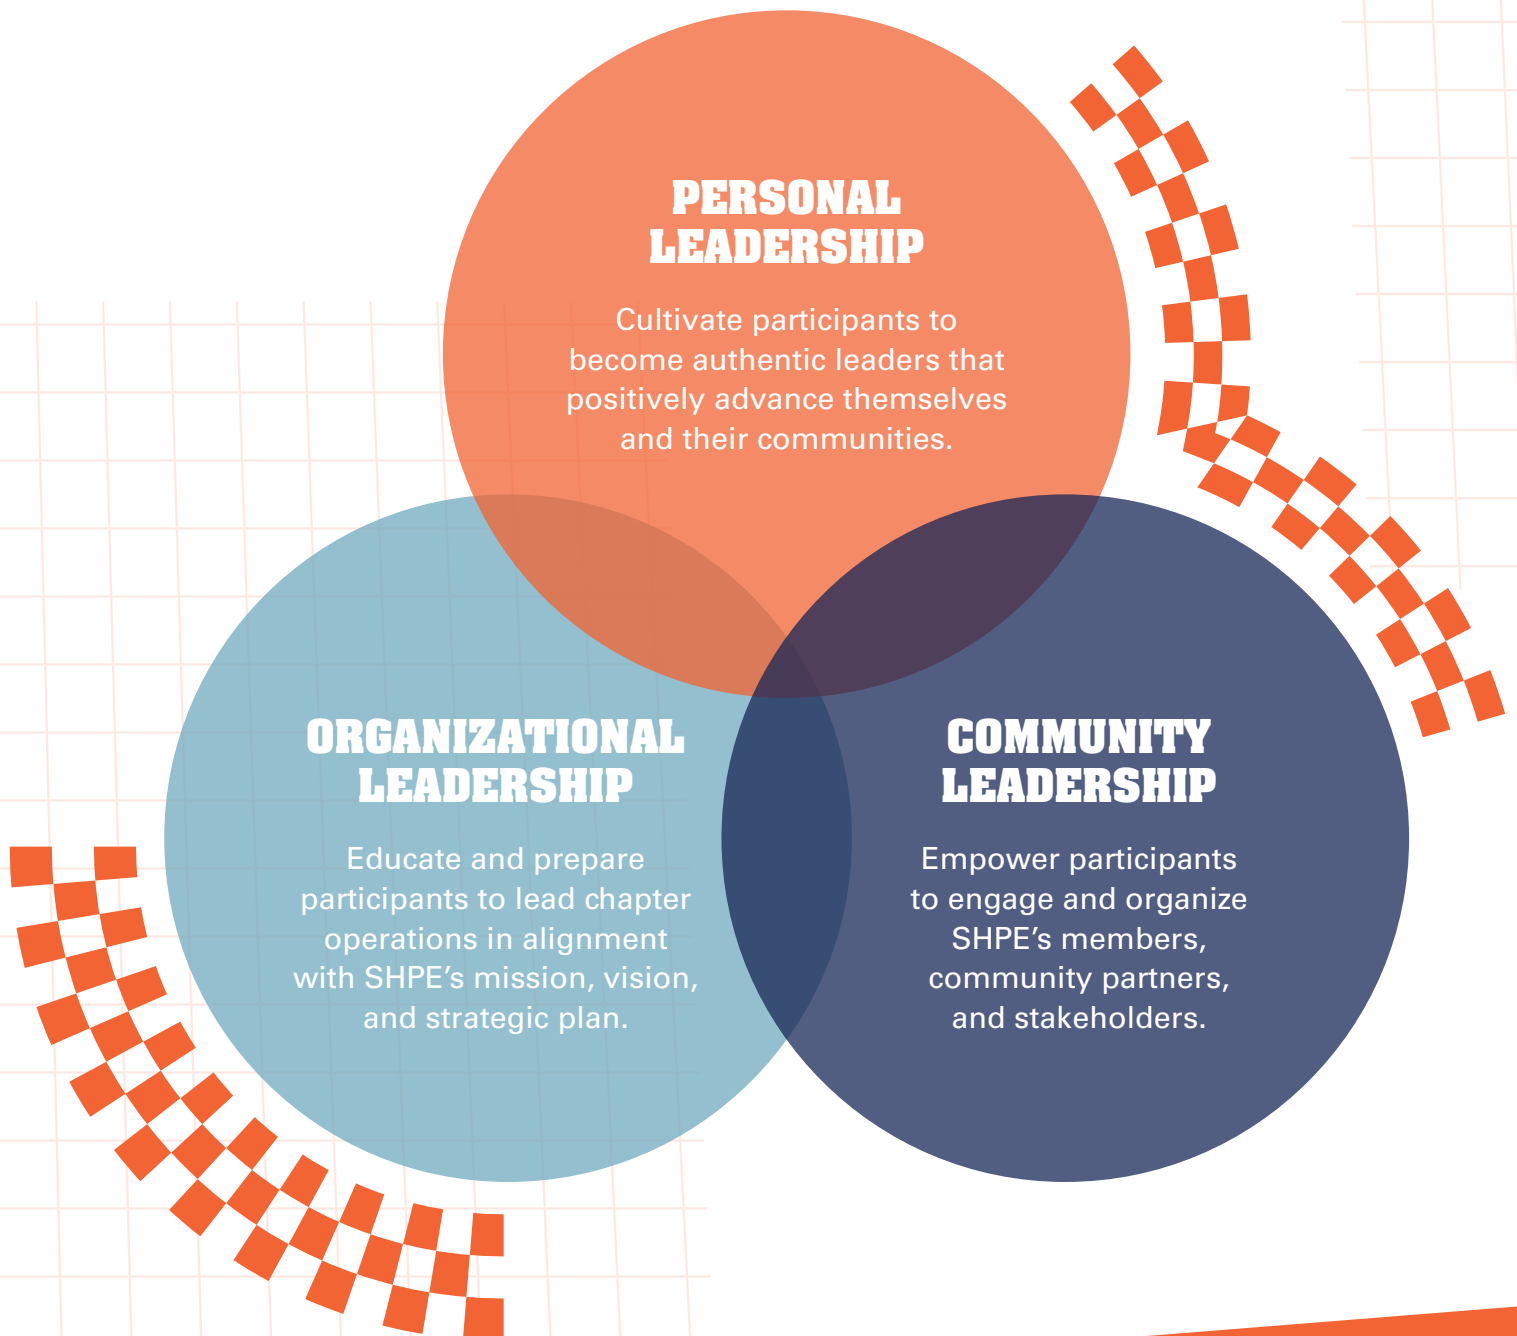 PERSONAL
LEADERSHIP
Cultivate participants to
become authentic leaders that
positively advance themselves
and their communities.
ORGANIZATIONAL
LEADERSHIP
Educate and prepare
participants to lead chapter
operations in alignment
with SHPE’s mission, vision,
and strategic plan.
COMMUNITY
LEADERSHIP
Empower participants
to engage and organize
SHPE’s members,
community partners,
and stakeholders.